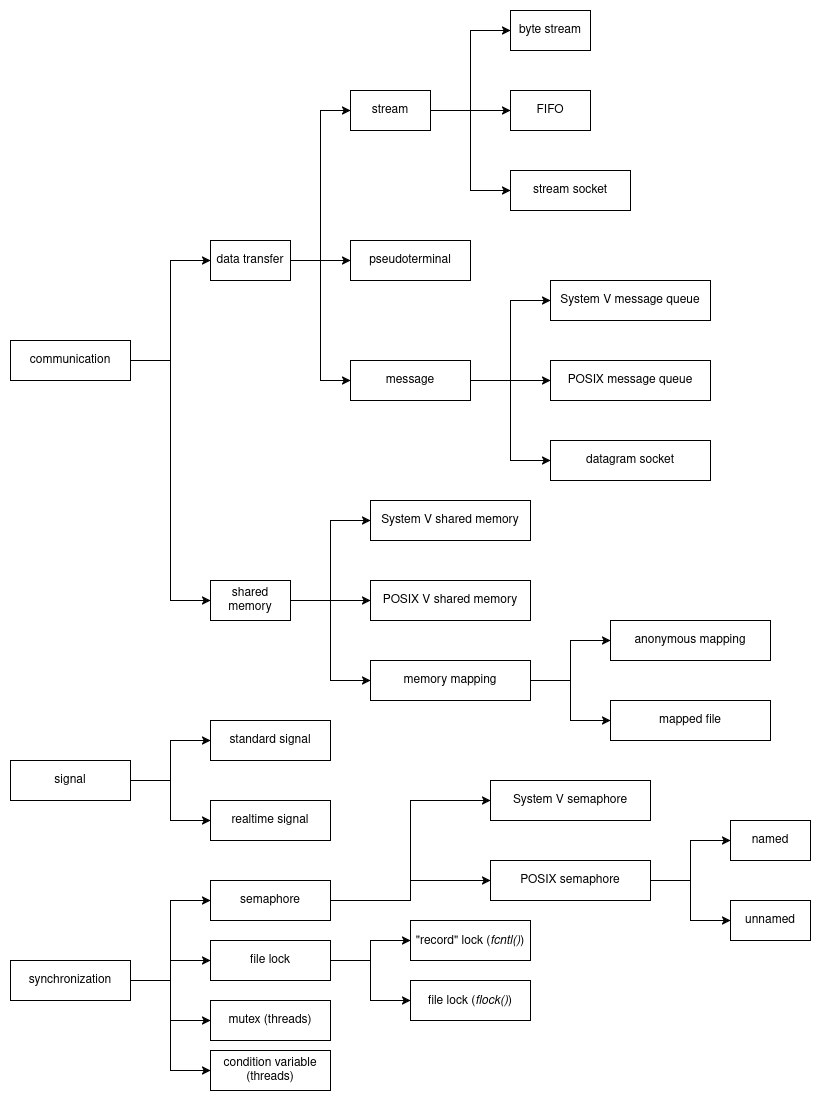 byte stream
stream
FIFO
stream socket
data transfer
pseudoterminal
System V message queue
communication
message
POSIX message queue
datagram socket
System V shared memory
shared
memory
POSIX V shared memory
anonymous mapping
memory mapping
mapped file
standard signal
signal
realtime signal
System V semaphore
named
POSIX semaphore
semaphore
unnamed
"record" lock (fcntl())
file lock
synchronization
file lock (flock())
mutex (threads)
condition variable
(threads)